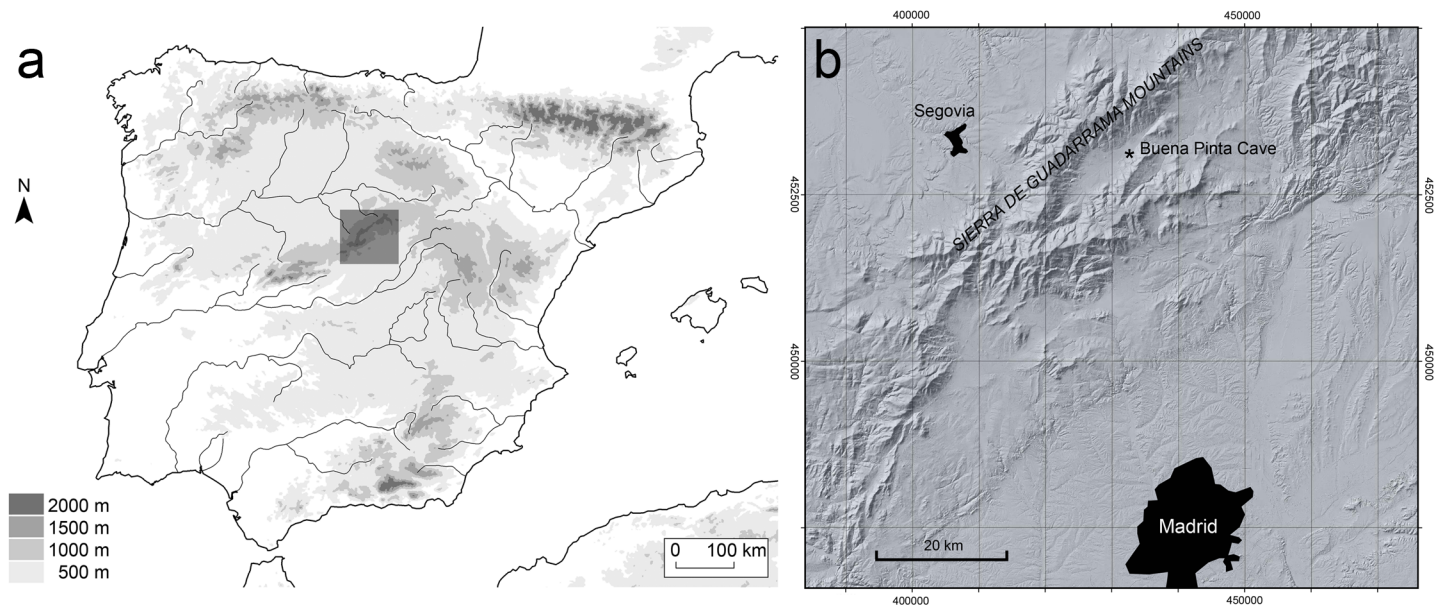 a
N
2000 m
1500 m
1000 m
500 m
0 100 km
b
400000 450000
Segovia
SIERRA DE GUADARRAMA MOUNTAINS
* Buena Pinta Cave
452500 452500
450000 450000
Madrid
20 km
400000 450000